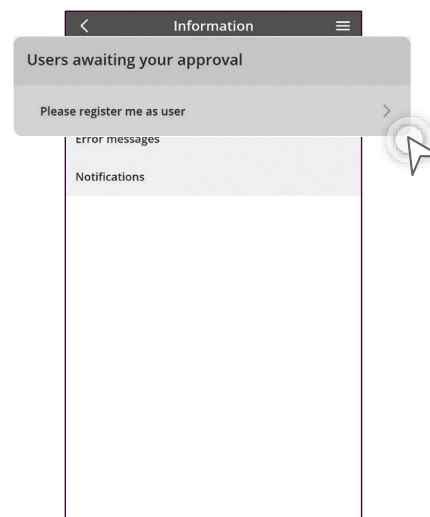 Information
Users awaiting your approval
Please register me as user
Error messages
Notifications